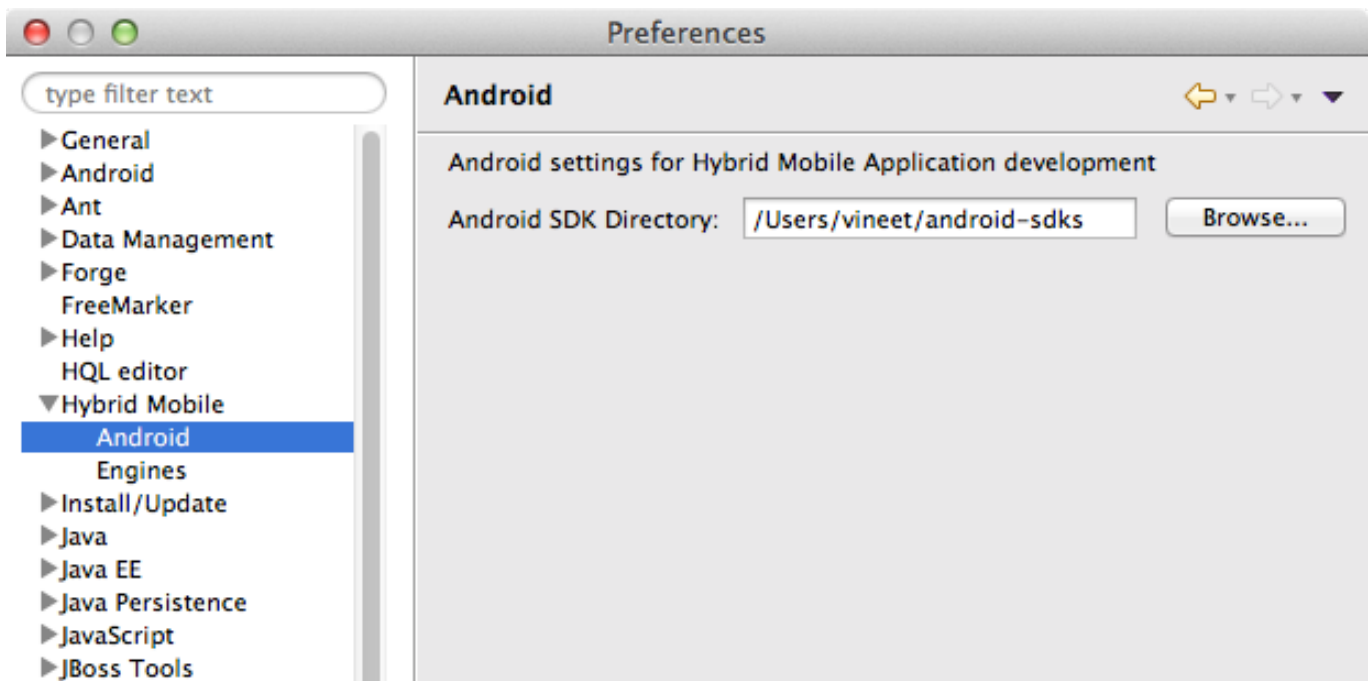 Preferences
type filter text
General
Android
Ant
Data Management
Forge
FreeMarker
Help
HQL editor
Hybrid Mobile
Android
Engines
Install/Update
Java
Java EE
Java Persistence
JavaScript
JBoss Tools
Android
Android settings for Hybrid Mobile Application development
Android SDK Directory: /Users/vineet/android-sdks Browse...